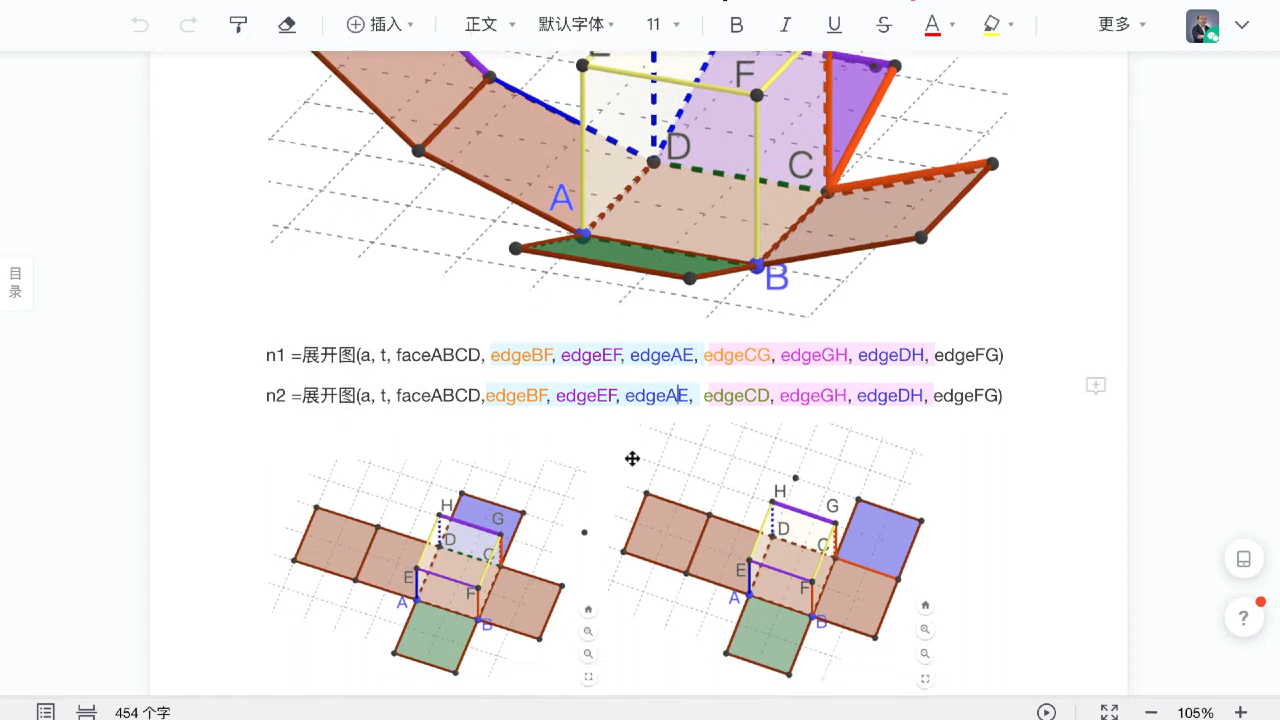 插入 正文 默认字体 11 B I U S A 更多
E
F
D
C
A
B
目
录
n1 =展开图(a, t, faceABCD, edgeBF, edgeEF, edgeAE, edgeCG, edgeGH, edgeDH, edgeFG)
n2 =展开图(a, t, faceABCD,edgeBF, edgeEF, edgeAE, edgeCD, edgeGH, edgeDH, edgeFG)
H
G
D
C
E
F
A
B
H
G
D
C
E
F
A
B
?
454 个字 105%